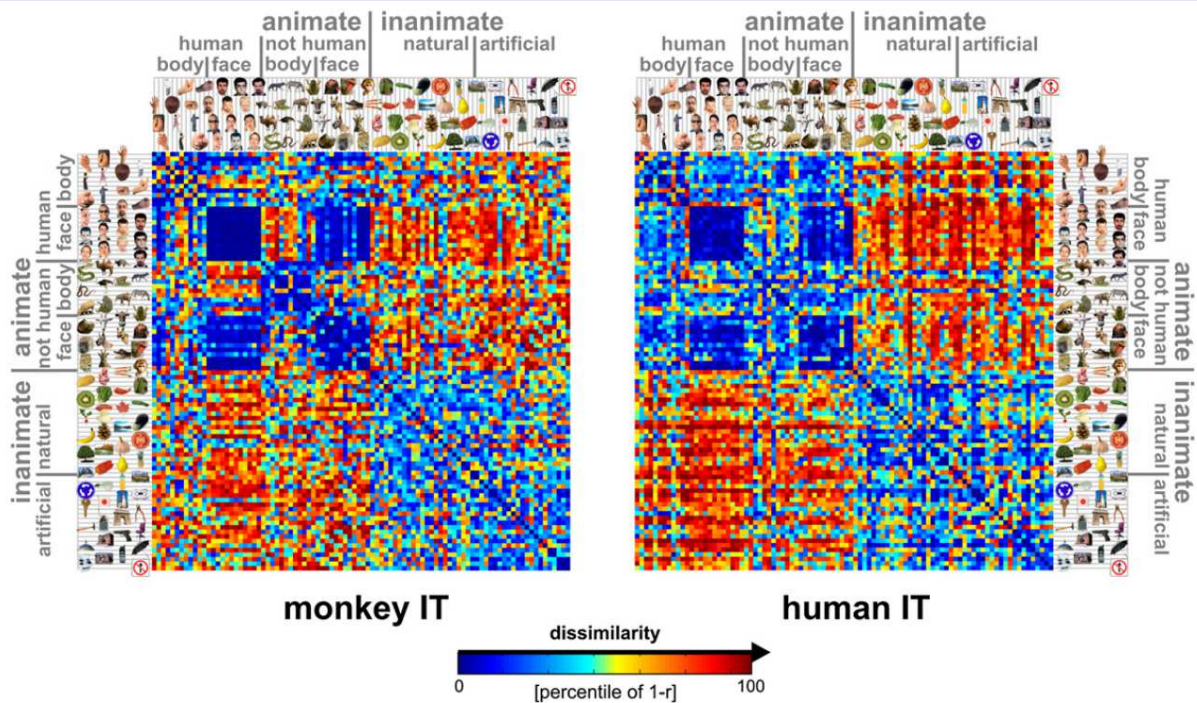 animate inanimate
human not human natural artificial
body face body face
animate inanimate
human not human natural artificial
body face body face
animate inanimate
human not human natural artificial
body face body face
human not human natural artificial
body face body face
animate inanimate
monkey IT human IT
dissimilarity
0 100
[percentile of 1-r]